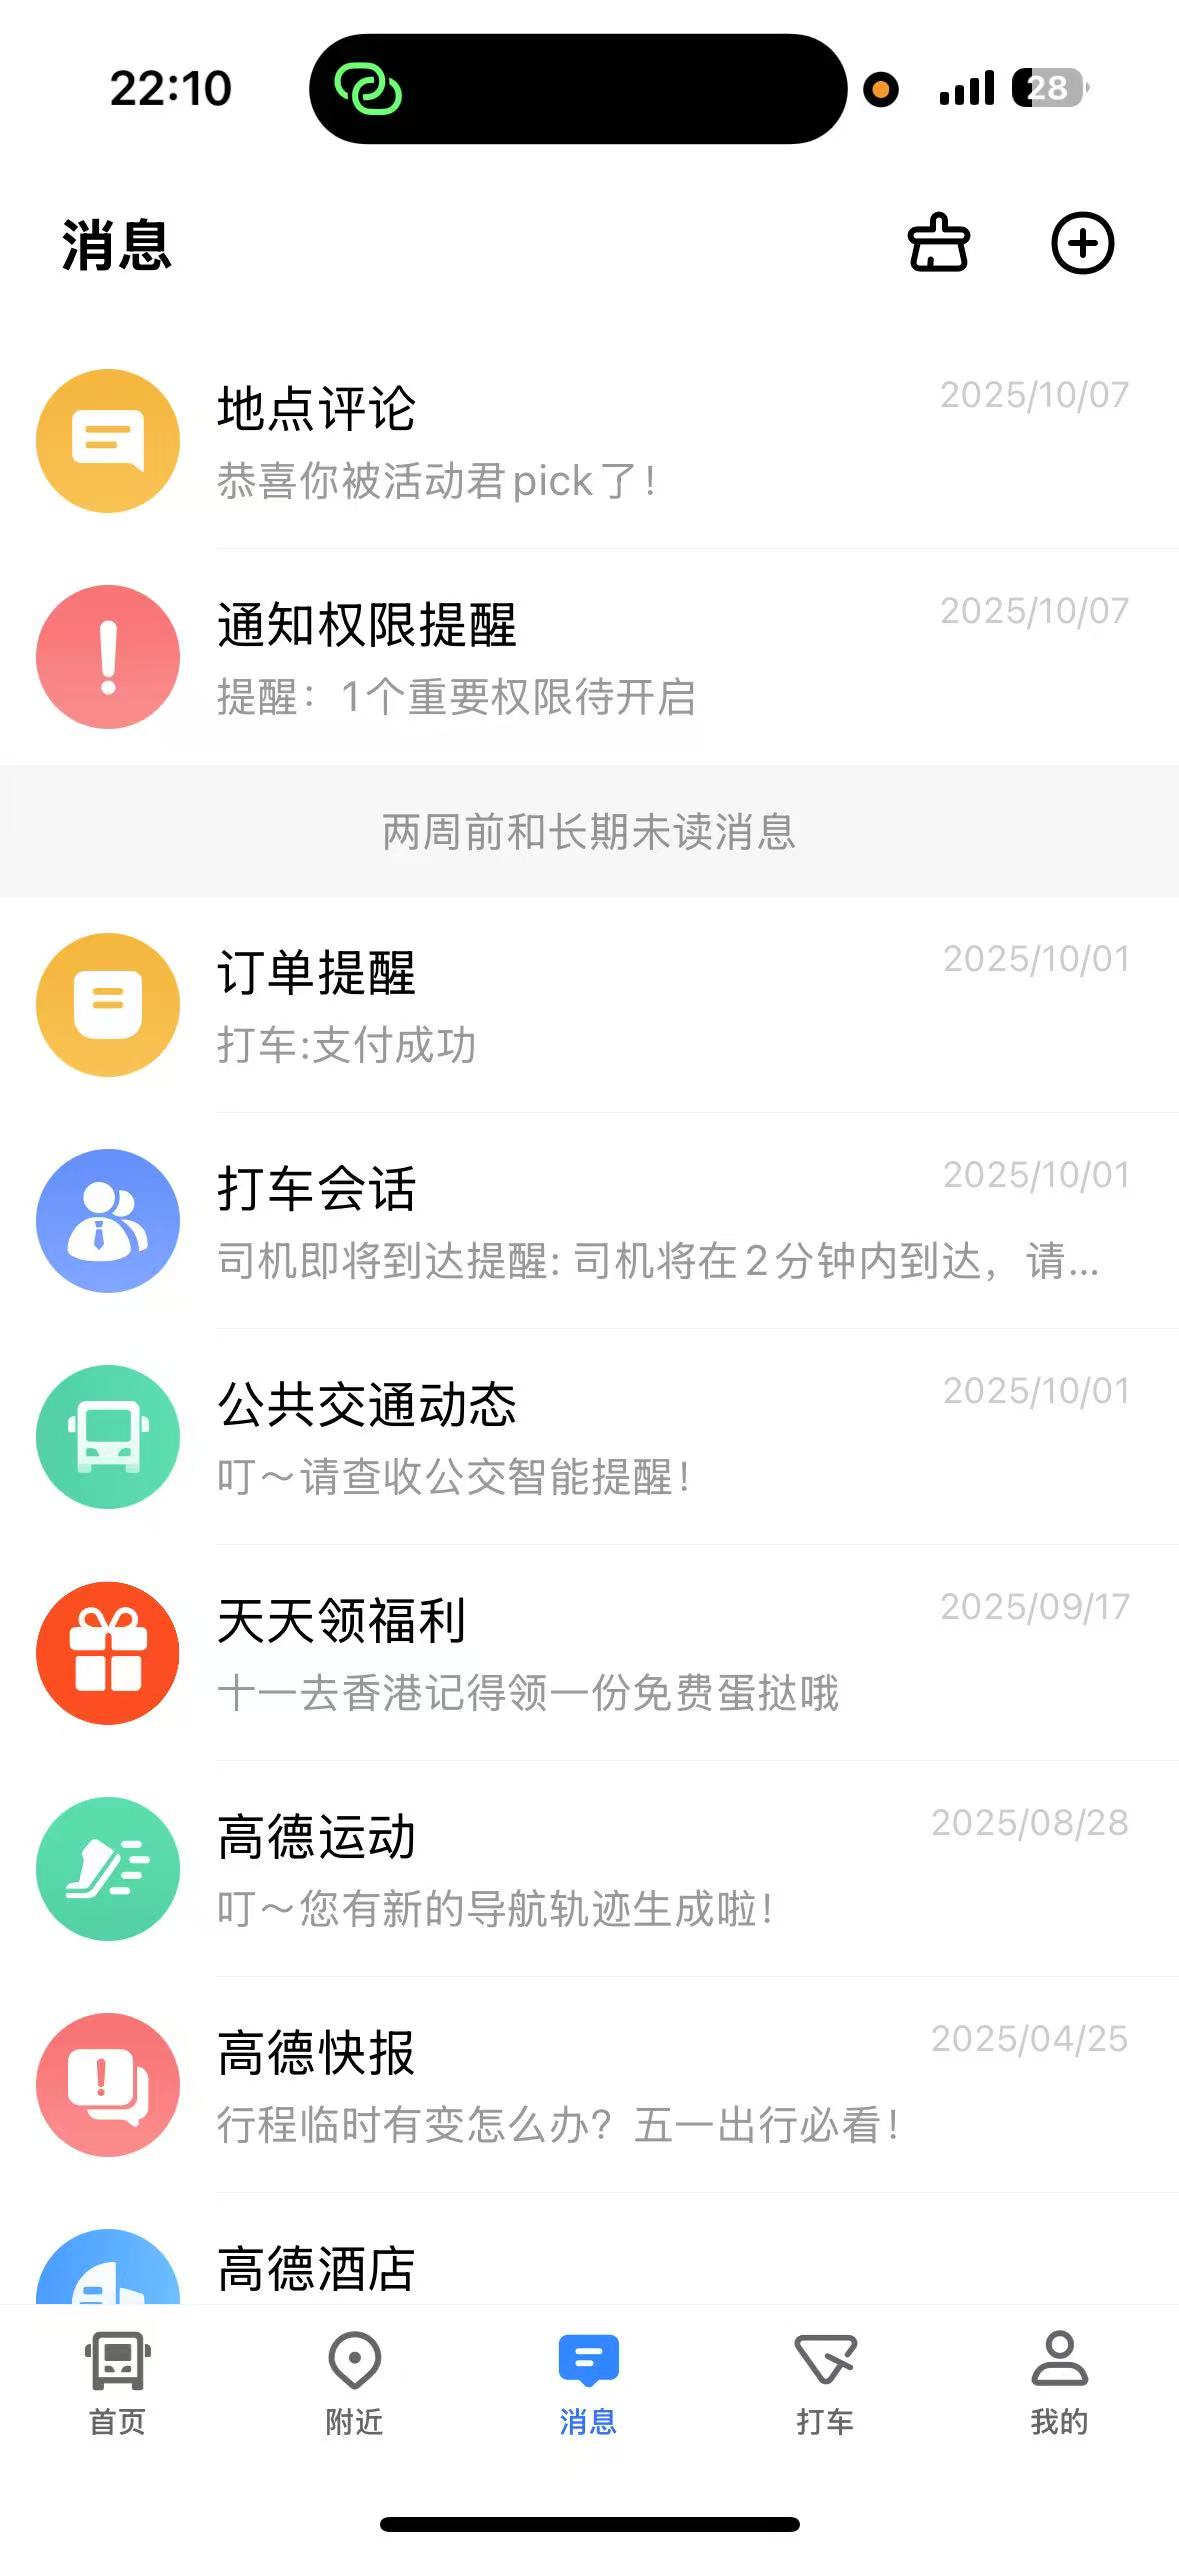 22:10
28
消息
地点评论
2025/10/07
恭喜你被活动君pick了！
通知权限提醒
2025/10/07
提醒：1个重要权限待开启
两周前和长期未读消息
订单提醒
2025/10/01
打车:支付成功
打车会话
2025/10/01
司机即将到达提醒: 司机将在2分钟内到达，请...
公共交通动态
2025/10/01
叮～请查收公交智能提醒！
天天领福利
2025/09/17
十一去香港记得领一份免费蛋挞哦
高德运动
2025/08/28
叮～您有新的导航轨迹生成啦！
高德快报
2025/04/25
行程临时有变怎么办？五一出行必看！
高德酒店
首页
附近
消息
打车
我的